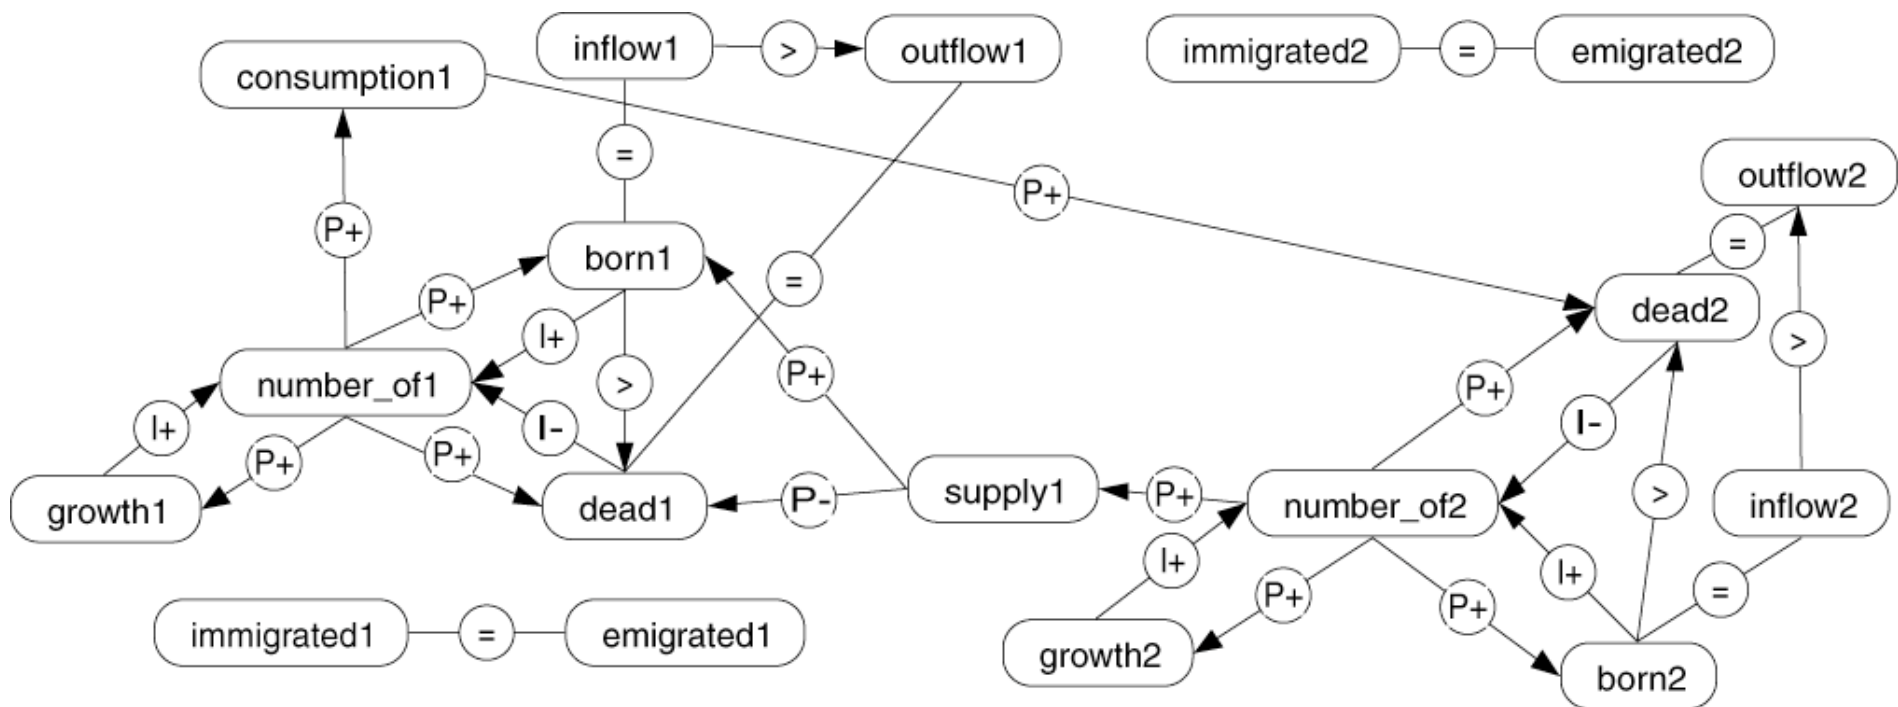 inflow1
>
outflow1
immigrated2
=
emigrated2
consumption1
=
P+
outflow2
P+
=
born1
=
dead2
P+
I+
>
P+
P+
number_of1
>
P+
I-
I+
I-
P+
P+
>
growth1
dead1
P-
supply1
P+
number_of2
inflow2
I+
I+
P+
P+
=
immigrated1
=
emigrated1
growth2
born2